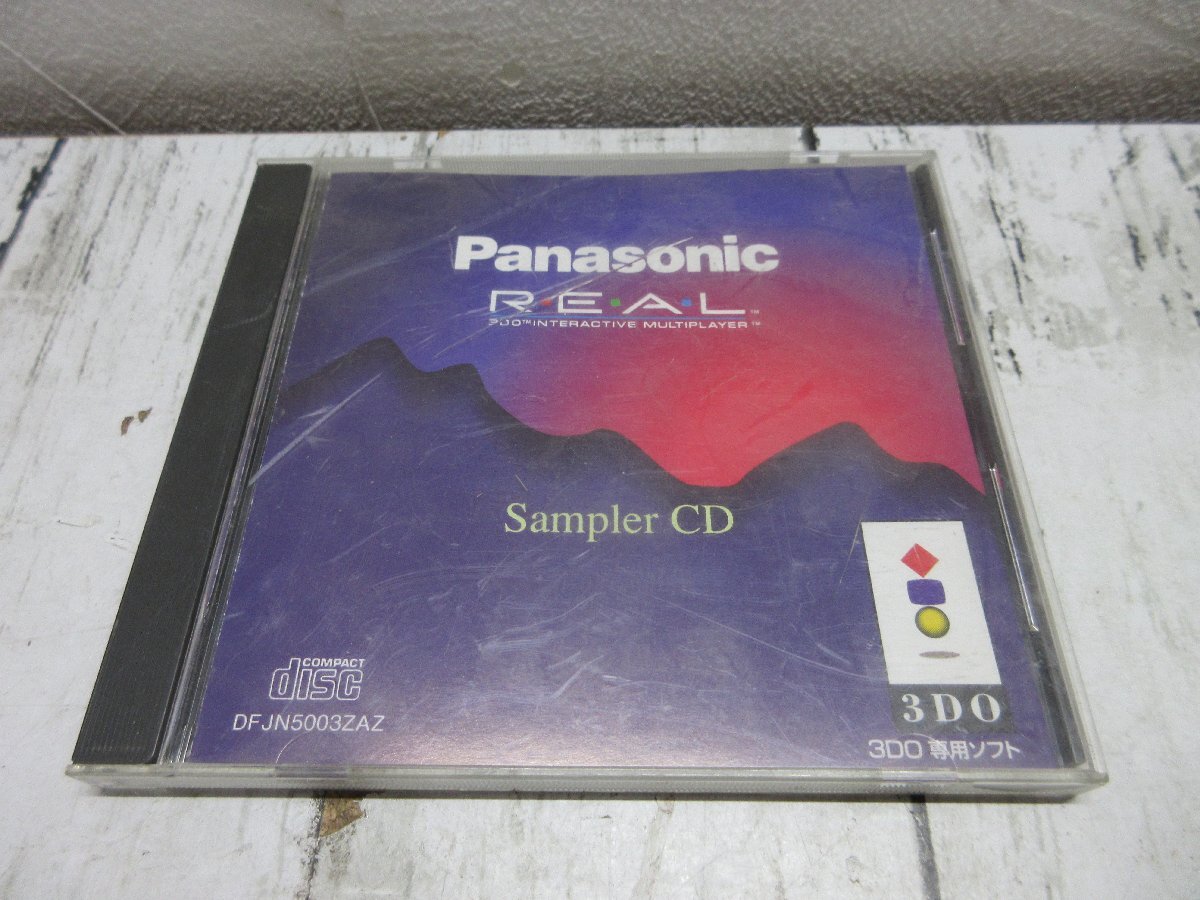 Panasonic
R·E·A·L™
3DO™ INTERACTIVE MULTIPLAYER™
Sampler CD
COMPACT
disc
DFJN5003ZAZ
3DO
3DO 専用ソフト